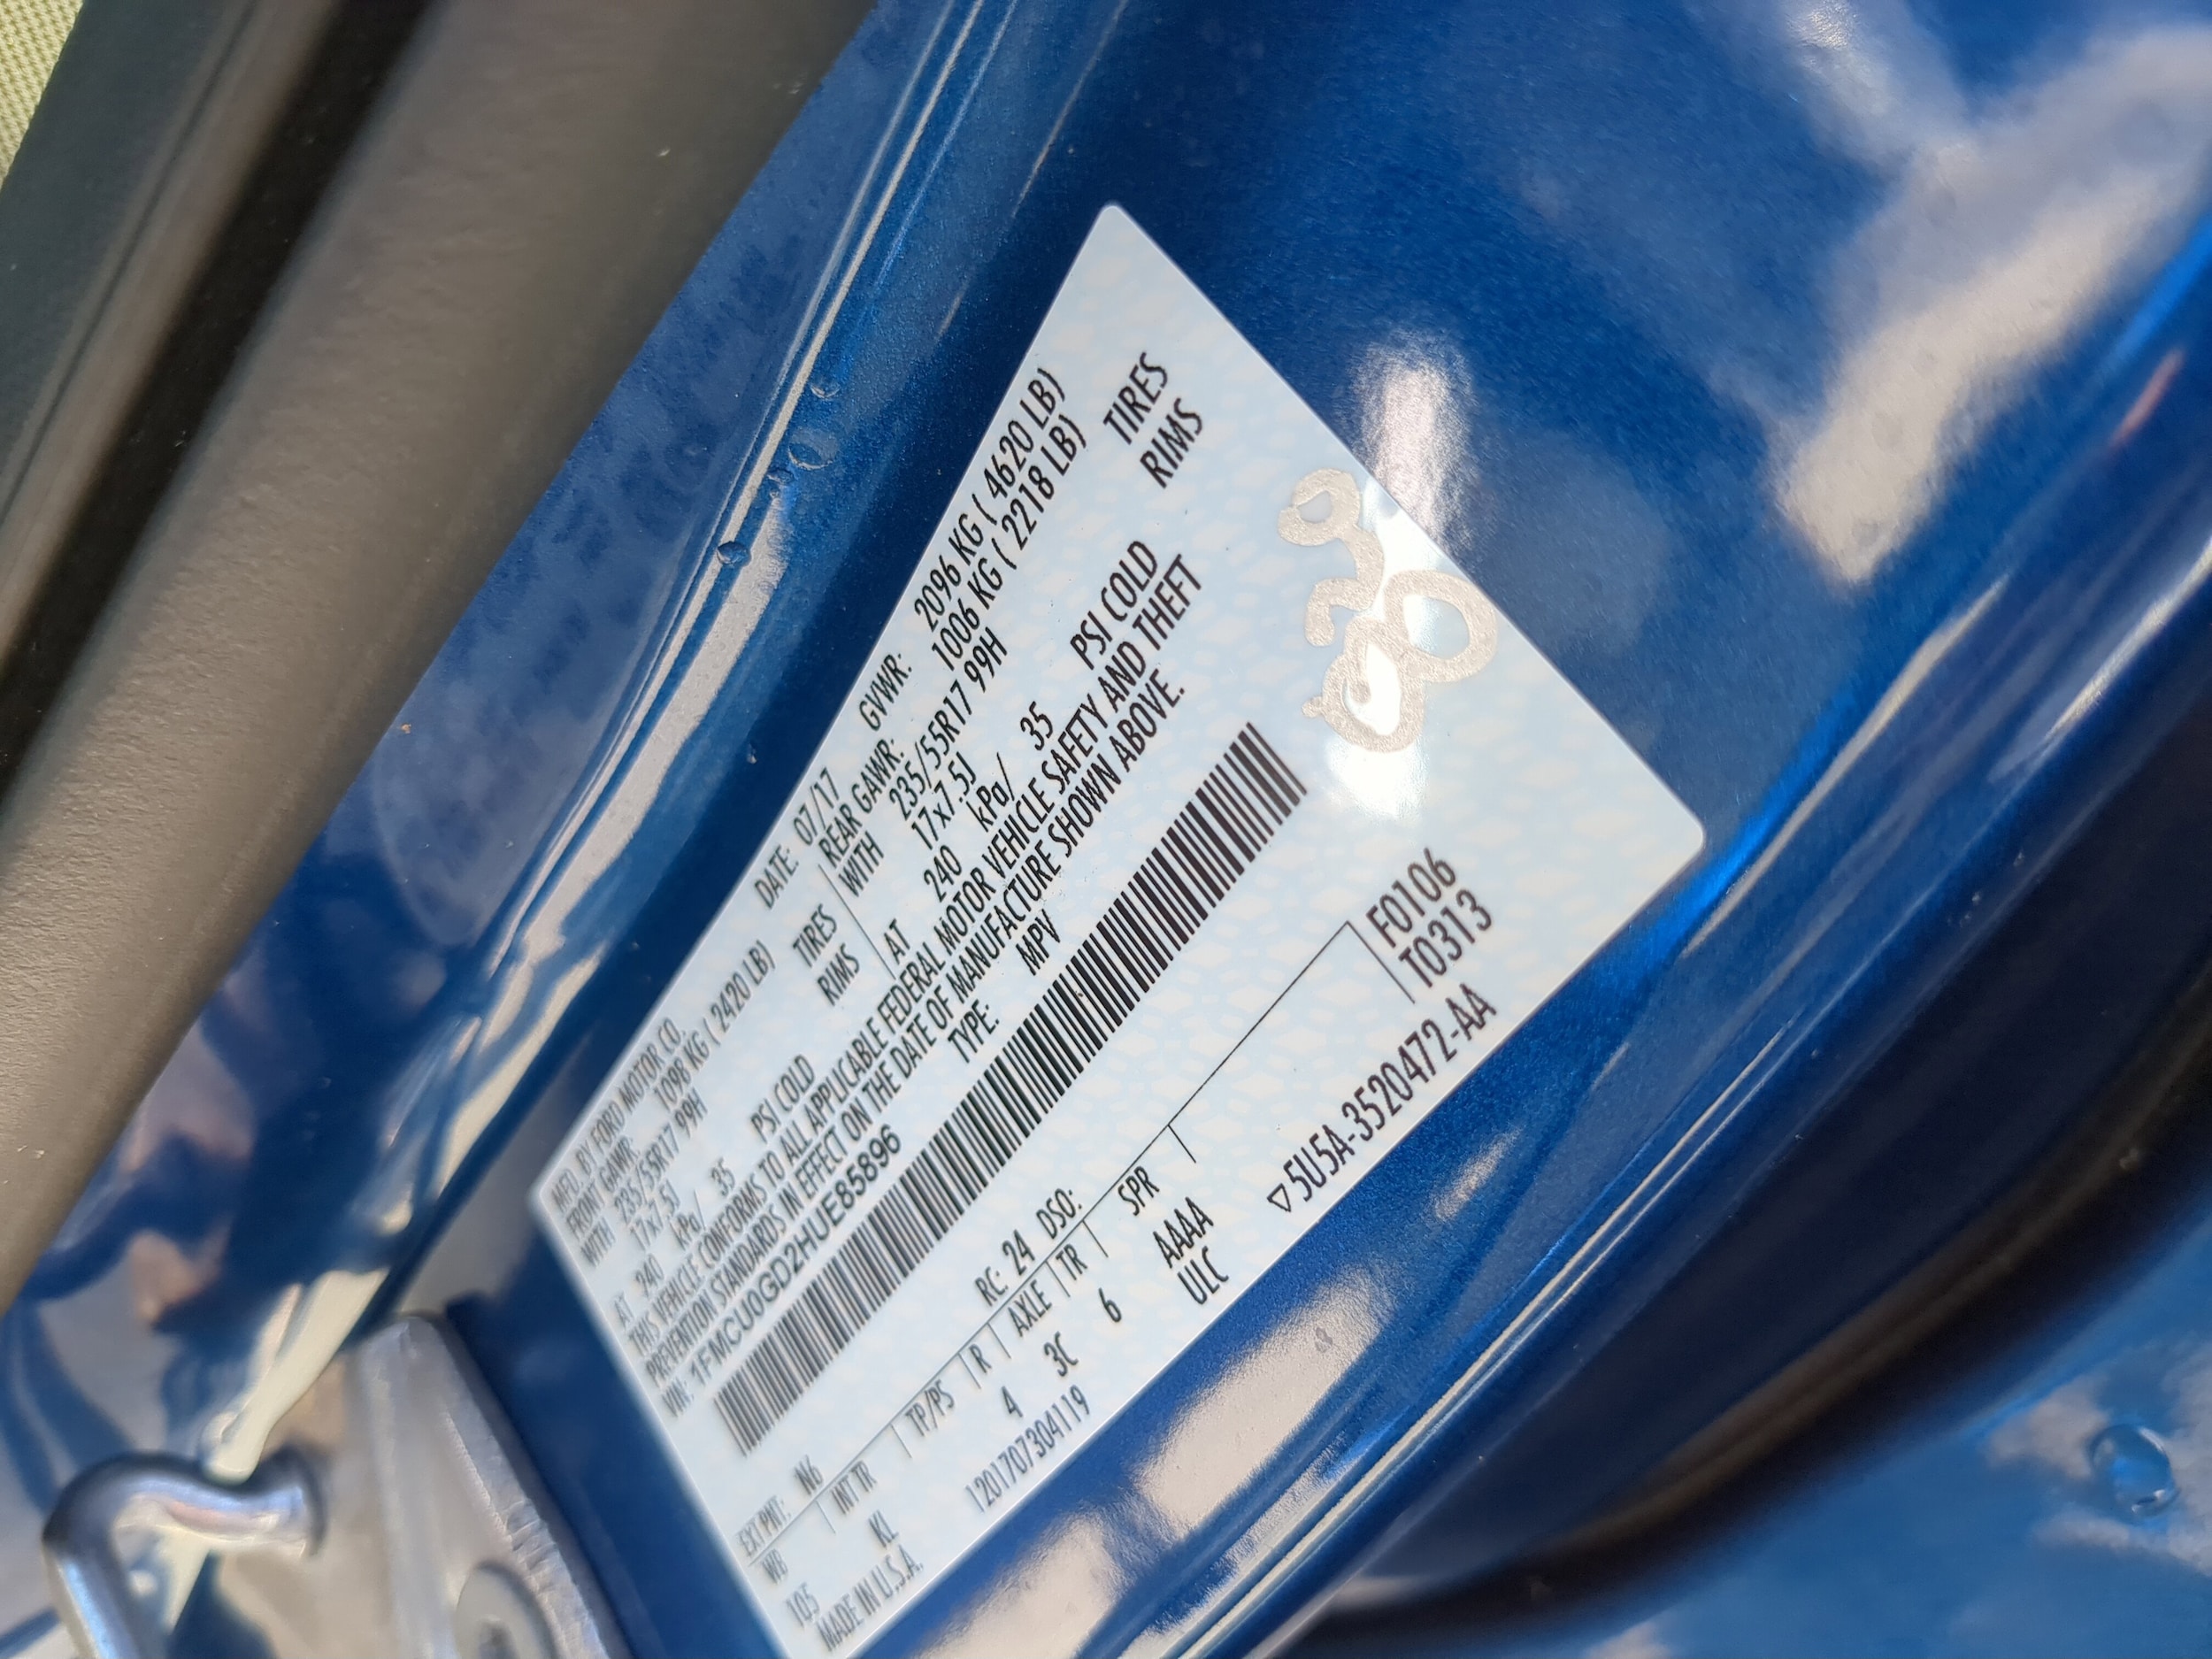 MFD. BY FORD MOTOR CO. DATE: 07/17 GVWR: 2096 KG ( 4620 LB)
FRONT GAWR: 1098 KG ( 2420 LB) REAR GAWR: 1006 KG ( 2218 LB)
WITH 235/55R17 99H TIRES WITH 235/55R17 99H TIRES
17x7.5J RIMS 17x7.5J RIMS
AT 240 kPa/ 35 PSI COLD AT 240 kPa/ 35 PSI COLD
THIS VEHICLE CONFORMS TO ALL APPLICABLE FEDERAL MOTOR VEHICLE SAFETY AND THEFT
PREVENTION STANDARDS IN EFFECT ON THE DATE OF MANUFACTURE SHOWN ABOVE.
VIN: 1FMCU0GD2HUE85896 TYPE: MPV
EXT PNT: N6 RC: 24 DSO: F0106
W6 INT TR TP/PS R AXLE TR SPR T0313
T05 KL 4 3C 6 AAAA
MADE IN U.S.A. 1201707304119 ULC
▽5U5A-3520472-AA